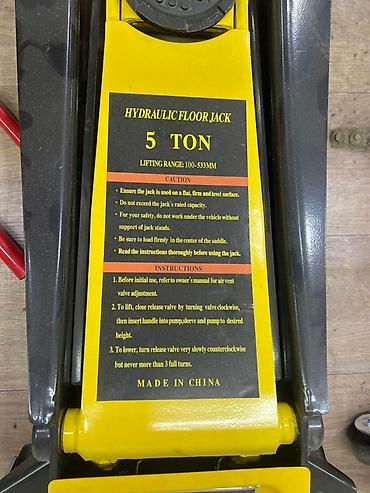 HYDRAULIC FLOOR JACK
5 TON
LIFTING RANGE: 100-533MM
CAUTION
· Ensure the jack is used on a flat, firm and level surface.
· Do not exceed the jack's rated capacity.
· For your safety, do not work under the vehicle without
support of jack stands.
· Be sure to load firmly in the center of the saddle.
· Read the instructions thoroughly before using the jack.
INSTRUCTIONS
1. Before initial use, refer to owner's manual for air vent
valve adjustment.
2. To lift, close release valve by turning valve clockwise,
then insert handle into pump,sleeve and pump to desired
height.
3. To lower, turn release valve very slowly counterclockwise
but never more than 3 full turns.
MADE IN CHINA